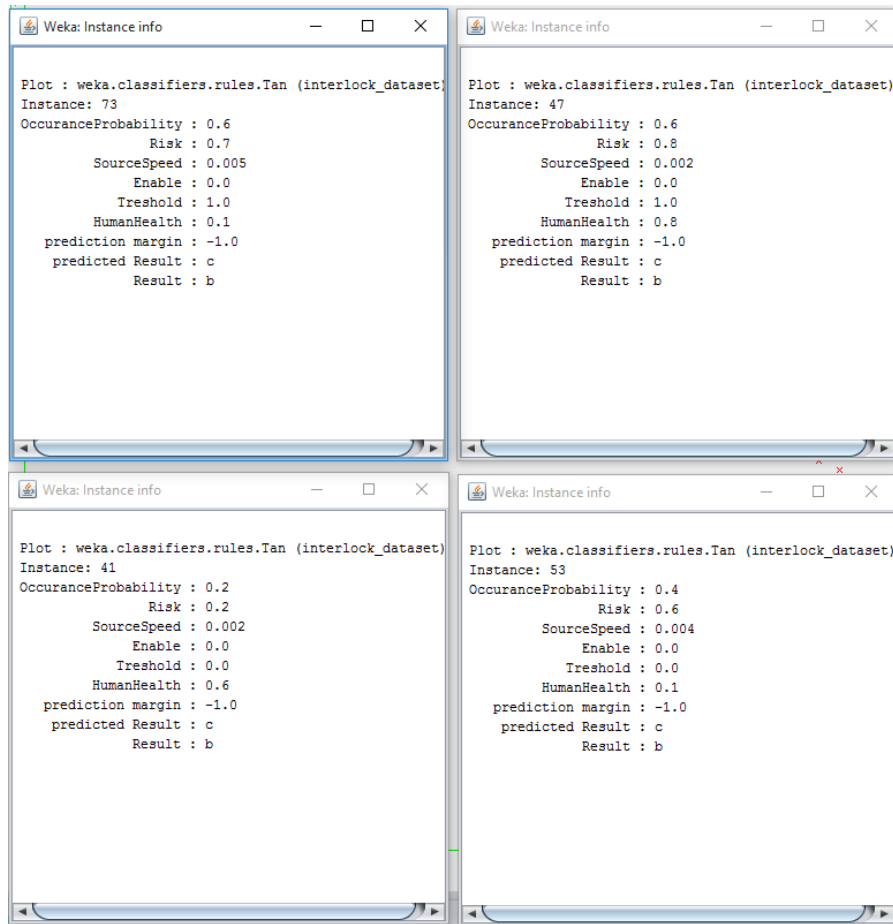 Weka: Instance info
Plot : weka.classifiers.rules.Tan (interlock_dataset)
Instance: 73
OccuranceProbability : 0.6
Risk : 0.7
SourceSpeed : 0.005
Enable : 0.0
Treshold : 1.0
HumanHealth : 0.1
prediction margin : -1.0
predicted Result : c
Result : b
Weka: Instance info
Plot : weka.classifiers.rules.Tan (interlock_dataset)
Instance: 47
OccuranceProbability : 0.6
Risk : 0.8
SourceSpeed : 0.002
Enable : 0.0
Treshold : 1.0
HumanHealth : 0.8
prediction margin : -1.0
predicted Result : c
Result : b
Weka: Instance info
Plot : weka.classifiers.rules.Tan (interlock_dataset)
Instance: 41
OccuranceProbability : 0.2
Risk : 0.2
SourceSpeed : 0.002
Enable : 0.0
Treshold : 0.0
HumanHealth : 0.6
prediction margin : -1.0
predicted Result : c
Result : b
Weka: Instance info
Plot : weka.classifiers.rules.Tan (interlock_dataset)
Instance: 53
OccuranceProbability : 0.4
Risk : 0.6
SourceSpeed : 0.004
Enable : 0.0
Treshold : 0.0
HumanHealth : 0.1
prediction margin : -1.0
predicted Result : c
Result : b